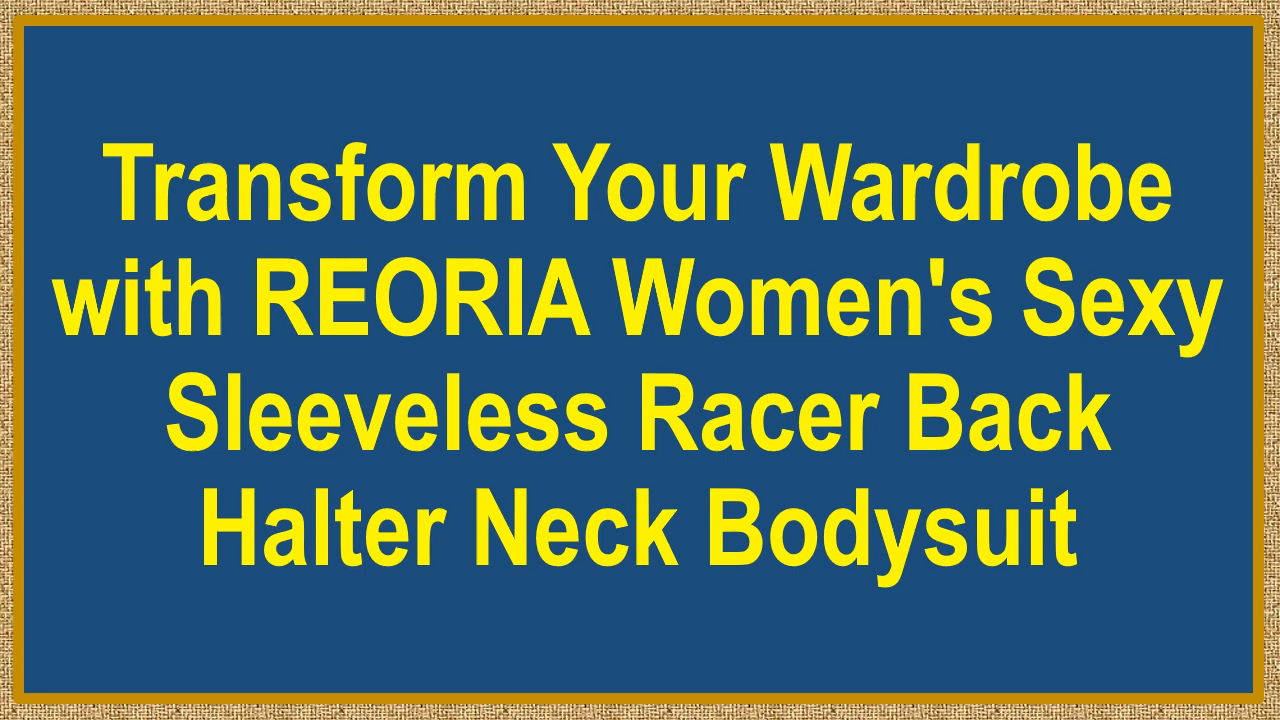 Transform Your Wardrobe
with REORIA Women's Sexy
Sleeveless Racer Back
Halter Neck Bodysuit